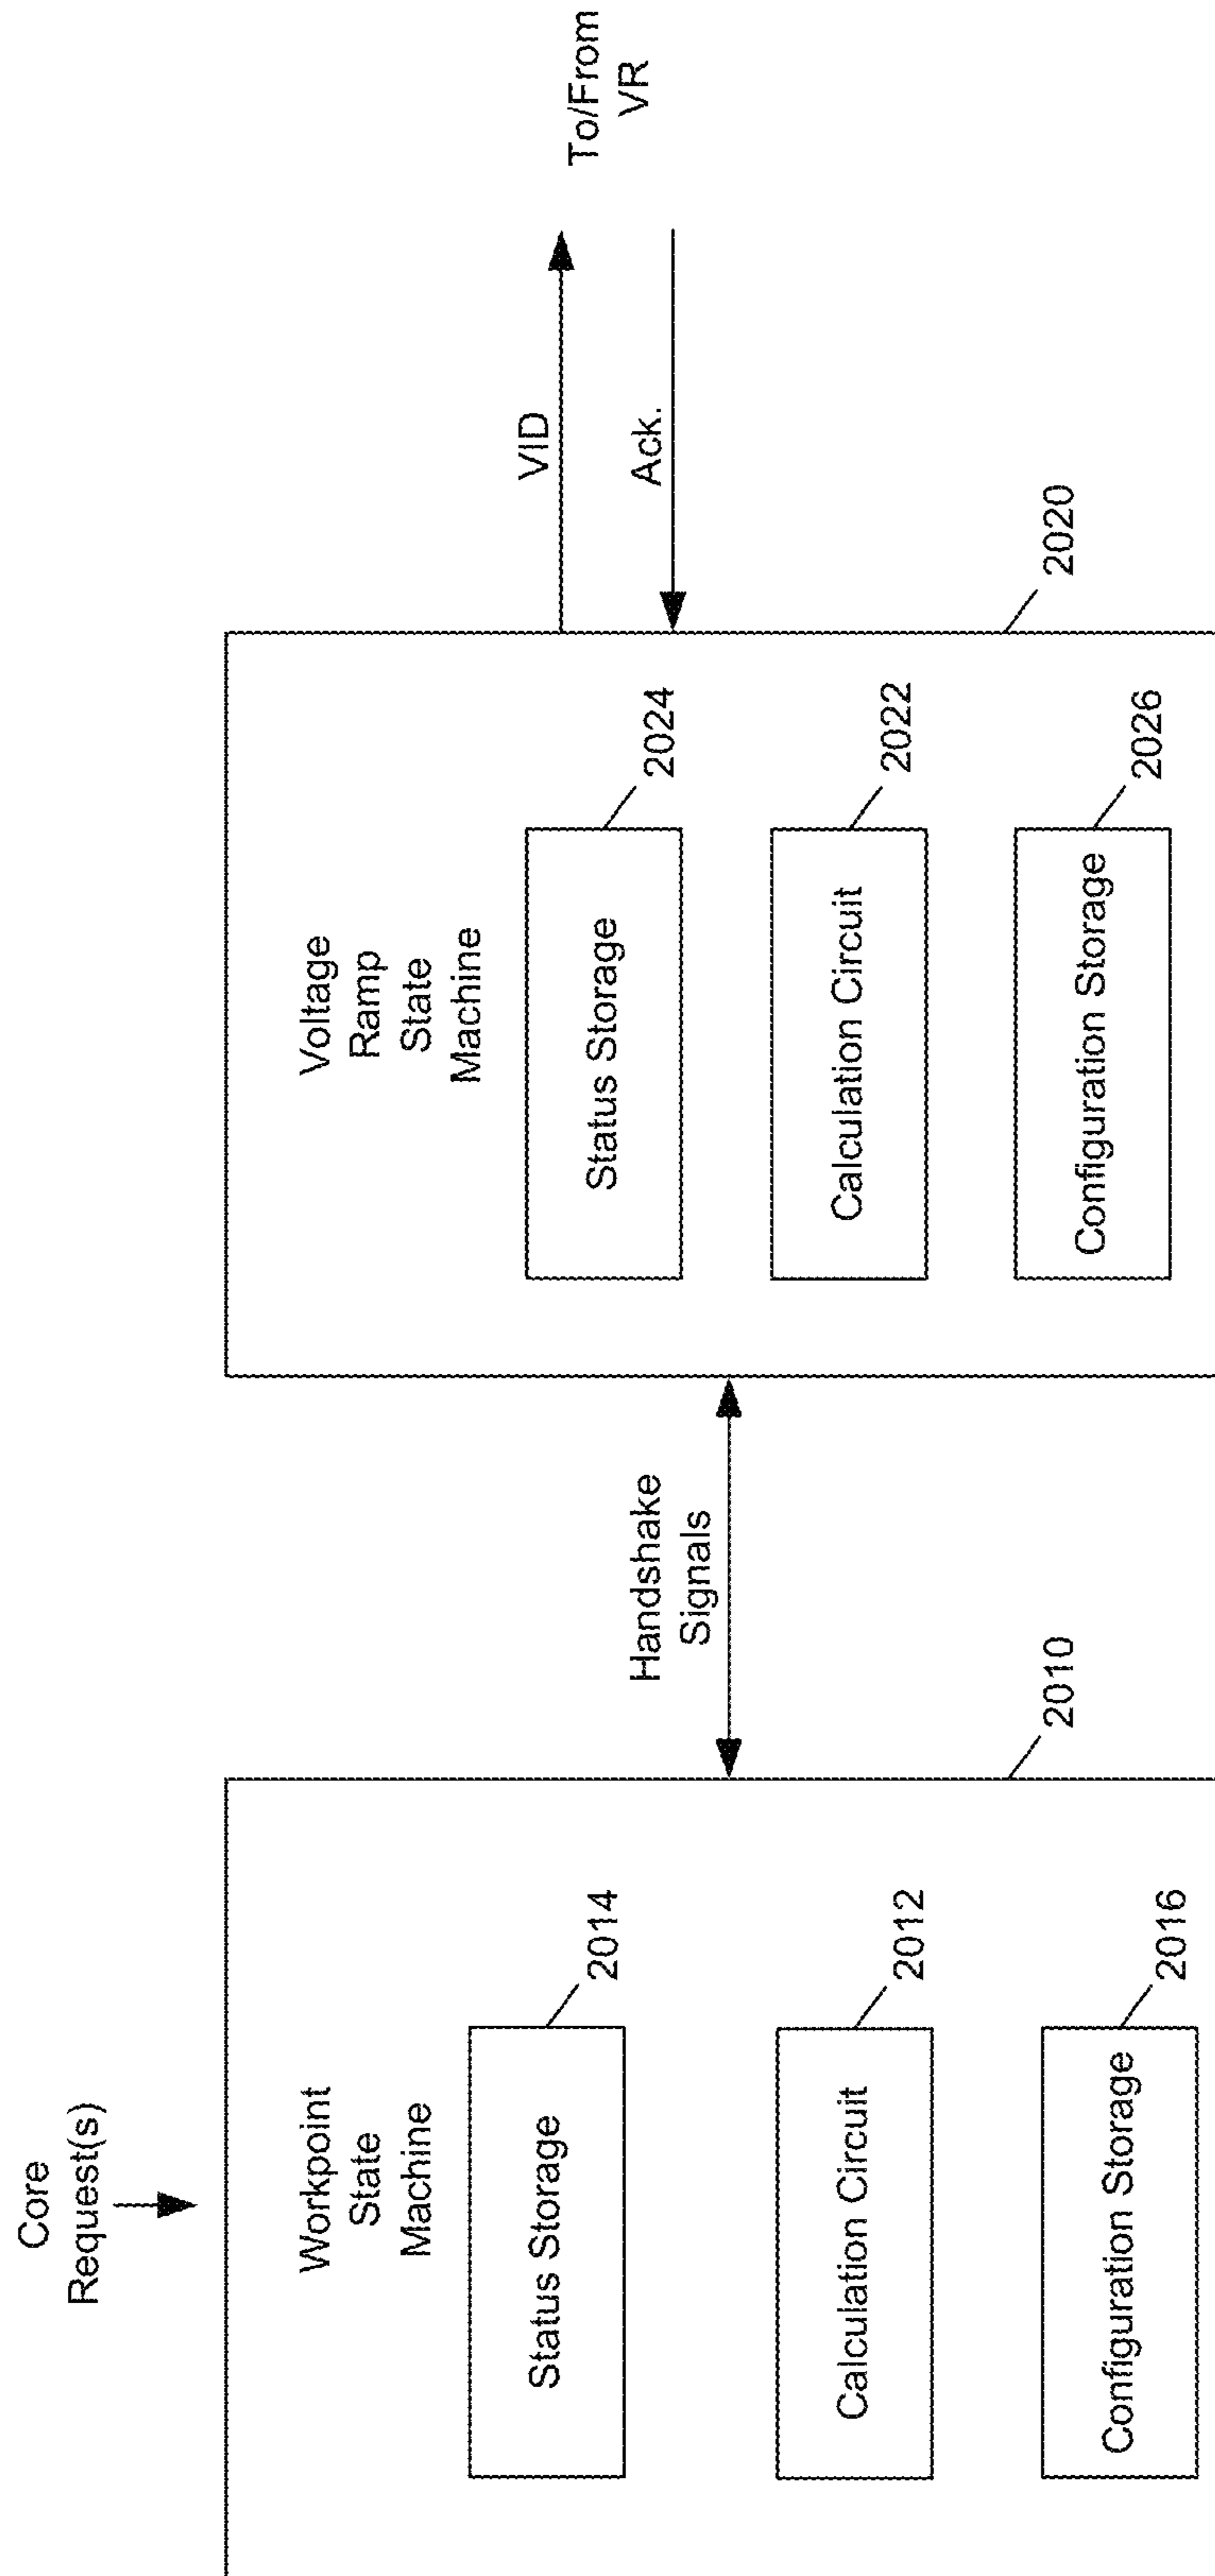 Core
Request(s)
Workpoint
State
Machine
Status Storage
2014
Calculation Circuit
2012
Configuration Storage
2016
2010
Handshake
Signals
Voltage
Ramp
State
Machine
Status Storage
2024
Calculation Circuit
2022
Configuration Storage
2026
2020
VID
Ack.
To/From
VR